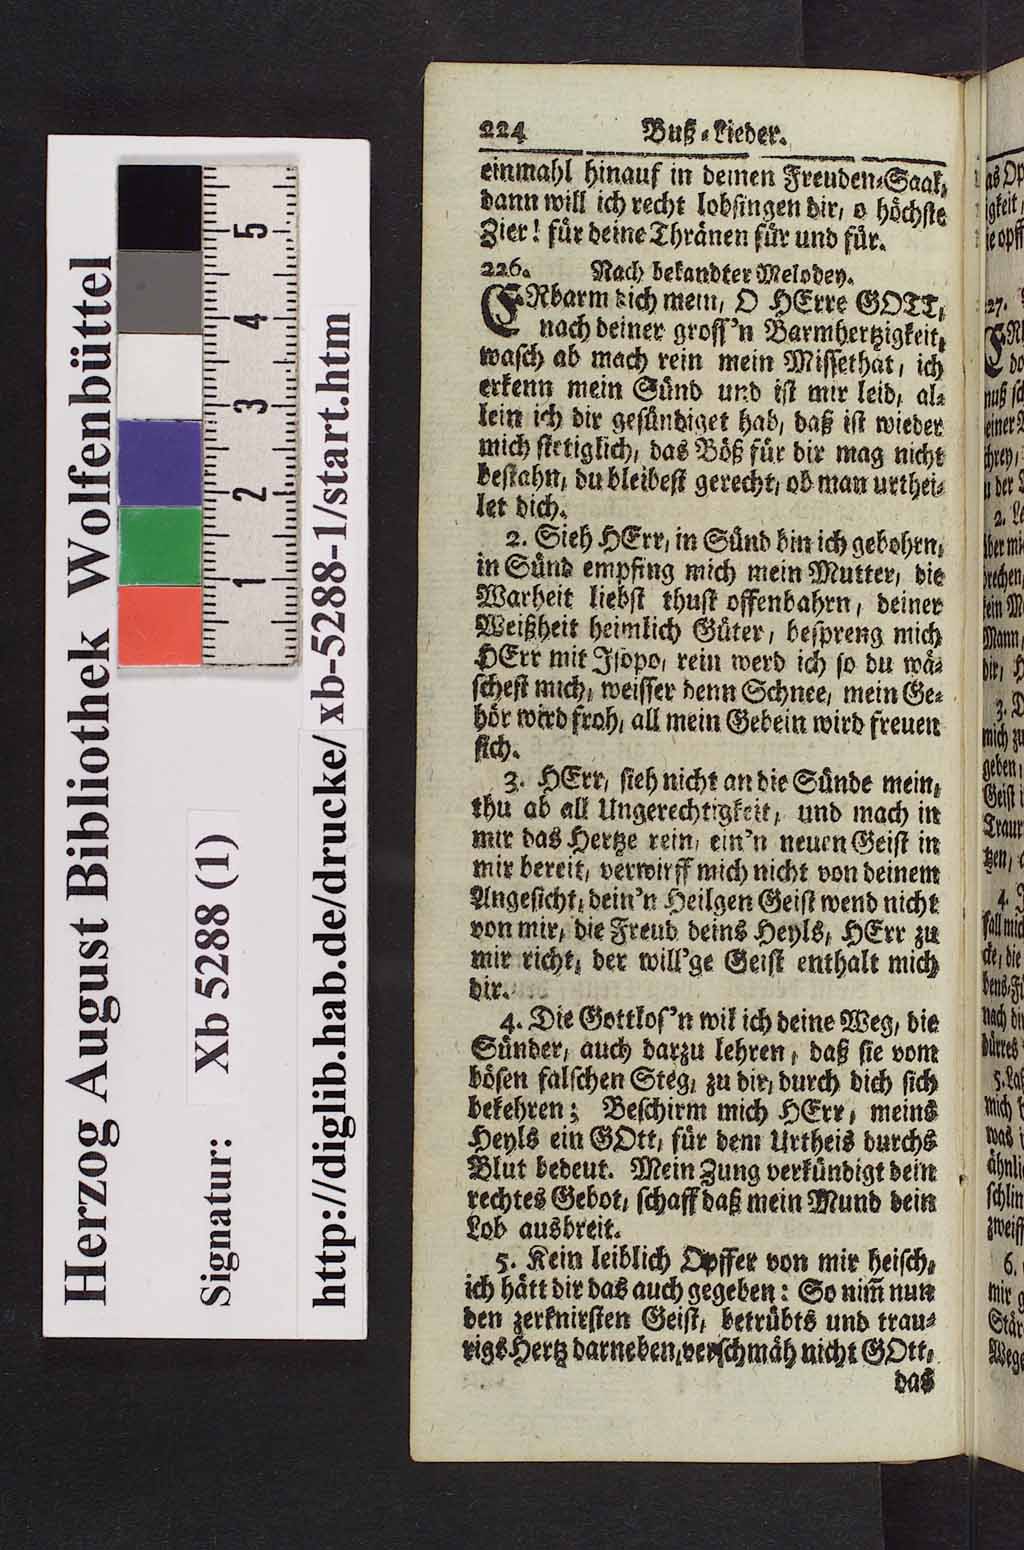 Herzog August Bibliothek Wolfenbüttel
Signatur: Xb 5288 (1)
http://diglib.hab.de/drucke/xb-5288-1/start.htm
5
4
3
2
1
224 Buß-Lieder.
einmahl hinauf in deinen Freuden-Saal,
dann will ich recht lobsingen dir, o höchste
Zier! für deine Thränen für und für.
226. Nach bekandter Melodey.
ERbarm dich mein, O HErre GOTT,
nach deiner gross'n Barmhertzigkeit,
wasch ab mach rein mein Missethat, ich
erkenn mein Sünd und ist mir leid, al-
lein ich dir gesündiget hab, daß ist wieder
mich stetiglich, das Böß für dir mag nicht
bestahn, du bleibest gerecht, ob man urthei-
let dich.
2. Sieh HErr, in Sünd bin ich gebohrn,
in Sünd empfing mich mein Mutter, die
Warheit liebst thust offenbahrn, deiner
Weißheit heimlich Güter, bespreng mich
HErr mit Isopo, rein werd ich so du wä-
schest mich, weisser denn Schnee, mein Ge-
hör wird froh, all mein Gebein wird freuen
sich.
3. HErr, sieh nicht an die Sünde mein,
thu ab all Ungerechtigkeit, und mach in
mir das Hertze rein, ein'n neuen Geist in
mir bereit, verwirff mich nicht von deinem
Angesicht, dein'n Heilgen Geist wend nicht
von mir, die Freud deins Heyls, HErr zu
mir richt, der will'ge Geist enthalt mich
dir.
4. Die Gottlos'n wil ich deine Weg, die
Sünder, auch darzu lehren, daß sie vom
bösen falschen Steg, zu dir, durch dich sich
bekehren; Beschirm mich HErr, meins
Heyls ein GOtt, für dem Urtheis durchs
Blut bedeut. Mein Zung verkündigt dein
rechtes Gebot, schaff daß mein Mund dein
Lob ausbreit.
5. Kein leiblich Opffer von mir heisch,
ich hätt dir das auch gegeben: So nim̃ nun
den zerknirsten Geist, betrübts und trau-
rigs Hertz darneben, verschmäh nicht GOtt,
das